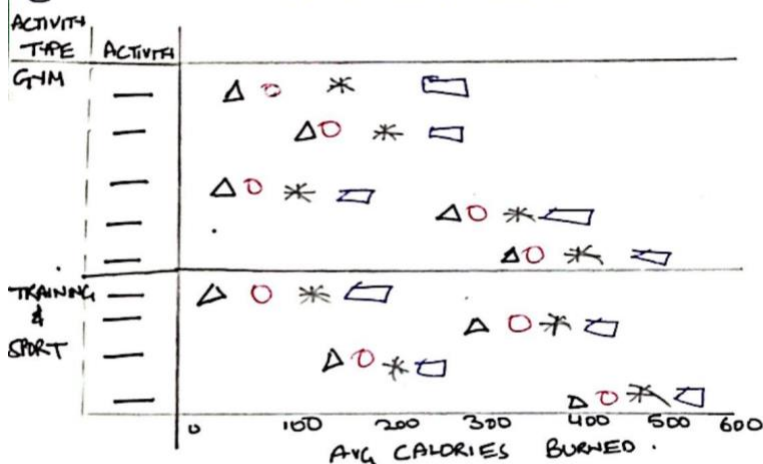 ACTIVITY
TYPE
ACTIVITY
GYM
TRAINING
&
SPORT
0 100 200 300 400 500 600
AVG CALORIES BURNED.